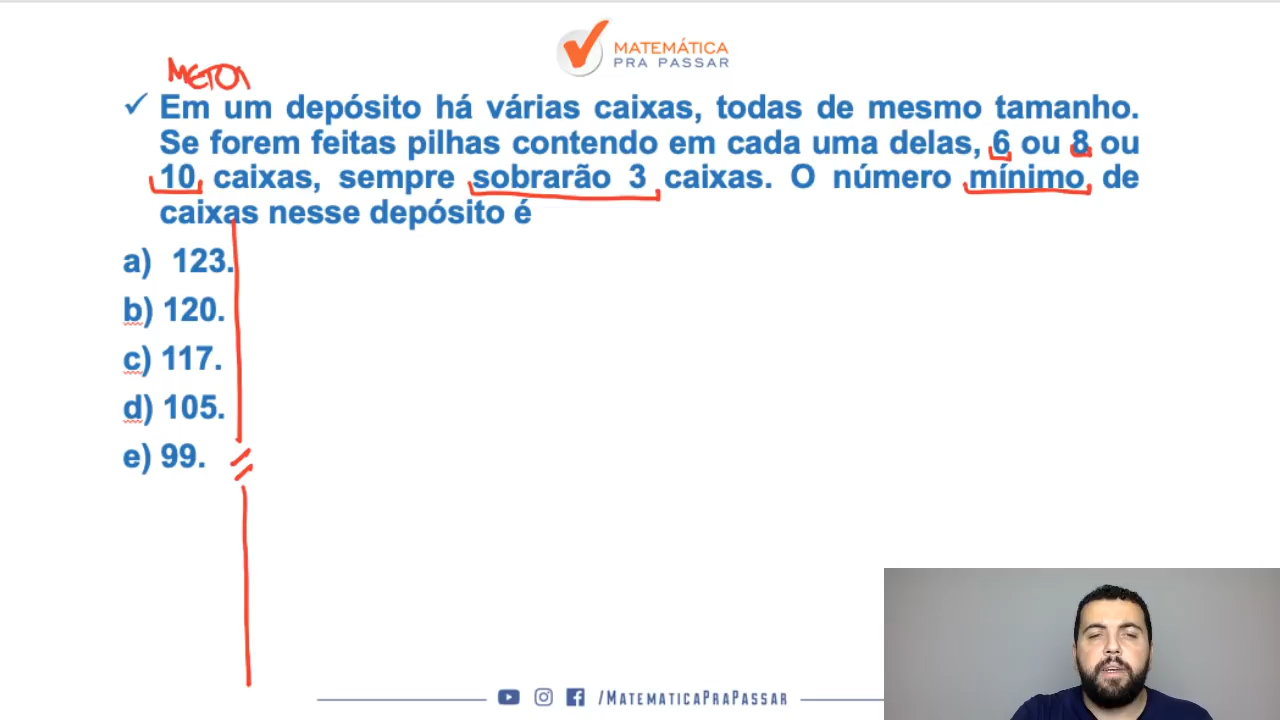 MATEMÁTICA
PRA PASSAR
Em um depósito há várias caixas, todas de mesmo tamanho.
Se forem feitas pilhas contendo em cada uma delas, 6 ou 8 ou
10 caixas, sempre sobrarão 3 caixas. O número mínimo de
caixas nesse depósito é
a) 123.
b) 120.
c) 117.
d) 105.
e) 99.
/MATEMATICAPRAPASSAR